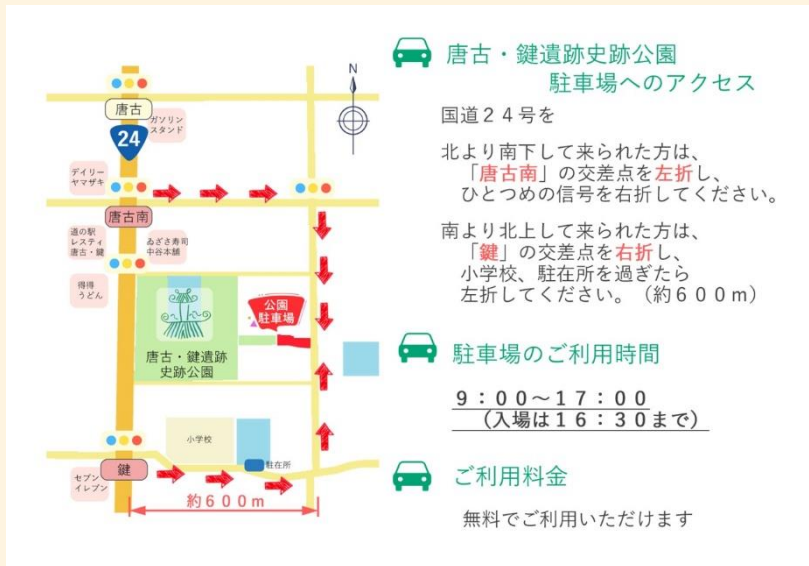 唐古
24
ガソリン
スタンド
N
デイリー
ヤマザキ
唐古南
道の駅
レスティ
唐古・鍵
ゐざさ寿司
中谷本舗
得得
うどん
公園
駐車場
唐古・鍵遺跡
史跡公園
小学校
駐在所
鍵
セブン
イレブン
約600m
唐古・鍵遺跡史跡公園
駐車場へのアクセス
国道24号を
北より南下して来られた方は、
「唐古南」の交差点を左折し、
ひとつめの信号を右折してください。
南より北上して来られた方は、
「鍵」の交差点を右折し、
小学校、駐在所を過ぎたら
左折してください。（約600m）
駐車場のご利用時間
9：00～17：00
（入場は16：30まで）
ご利用料金
無料でご利用いただけます